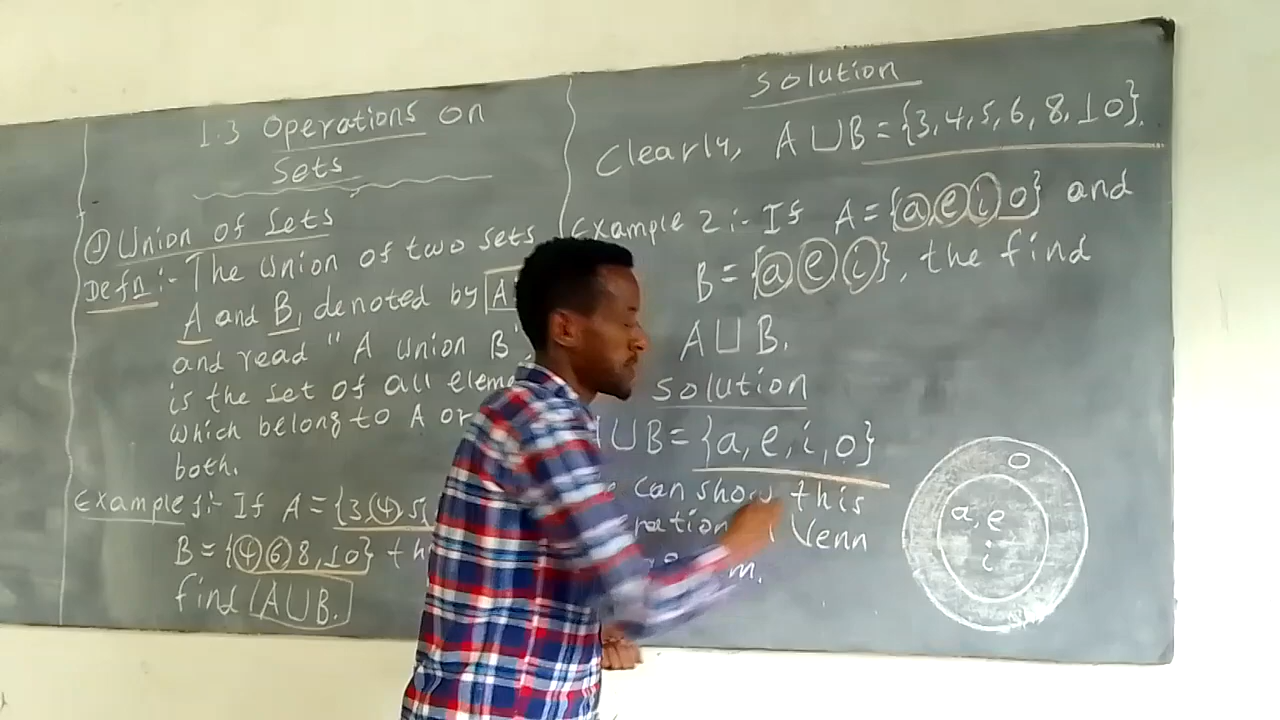 1.3 Operations on
Sets
① Union of Sets
Defn:- The union of two sets
A and B, denoted by A
and read "A union B",
is the set of all eleme
which belong to A or
both.
Example 1:- If A = {3, 4, 5,
B = {4, 6, 8, 10} th
find A∪B.
Solution
Clearly, A∪B = {3, 4, 5, 6, 8, 10}.
Example 2:- If A = {a, e, i, o} and
B = {a, e, i}, the find
A∪B.
Solution
A∪B = {a, e, i, o}
can show this
Venn
m.
o
a, e
i